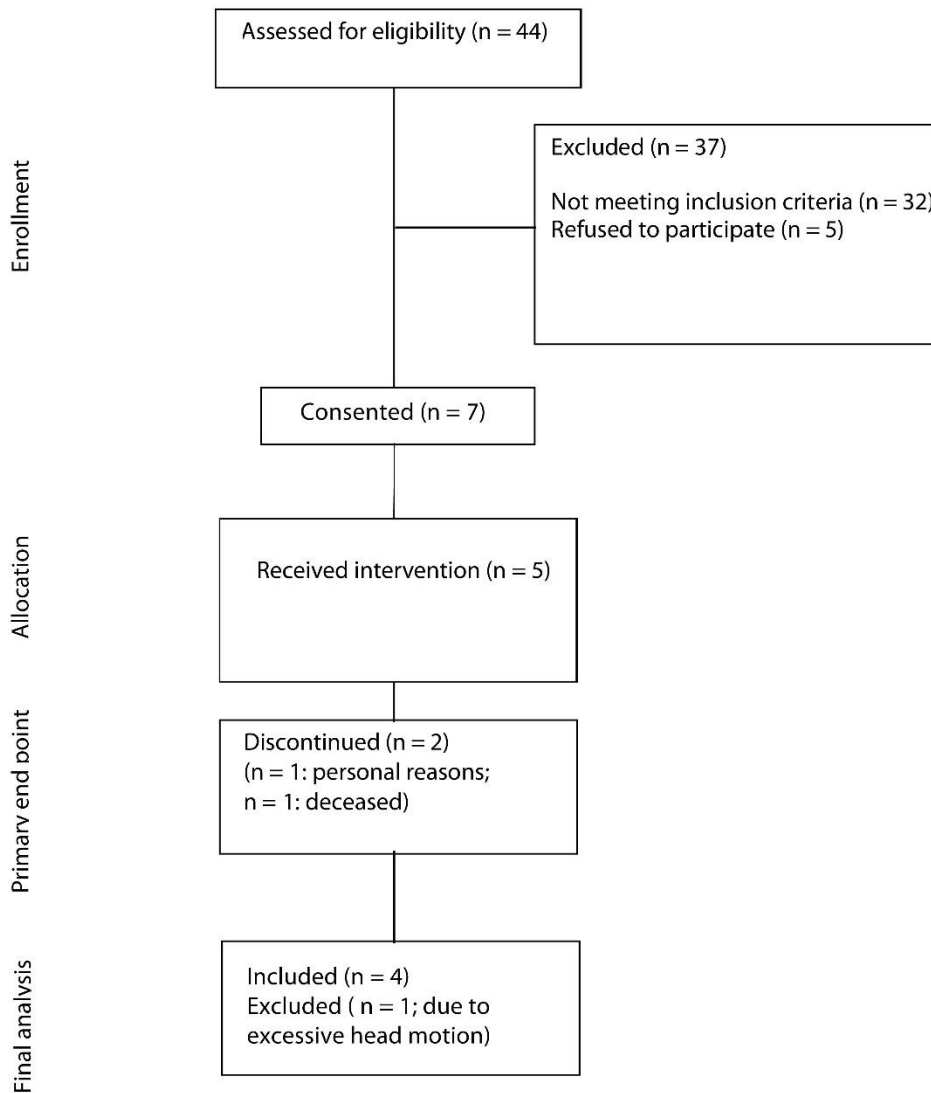 Assessed for eligibility (n = 44)
Enrollment
Excluded (n = 37)
Not meeting inclusion criteria (n = 32)
Refused to participate (n = 5)
Consented (n = 7)
Allocation
Received intervention (n = 5)
Primary end point
Discontinued (n = 2)
(n = 1: personal reasons;
n = 1: deceased)
Final analysis
Included (n = 4)
Excluded ( n = 1; due to
excessive head motion)